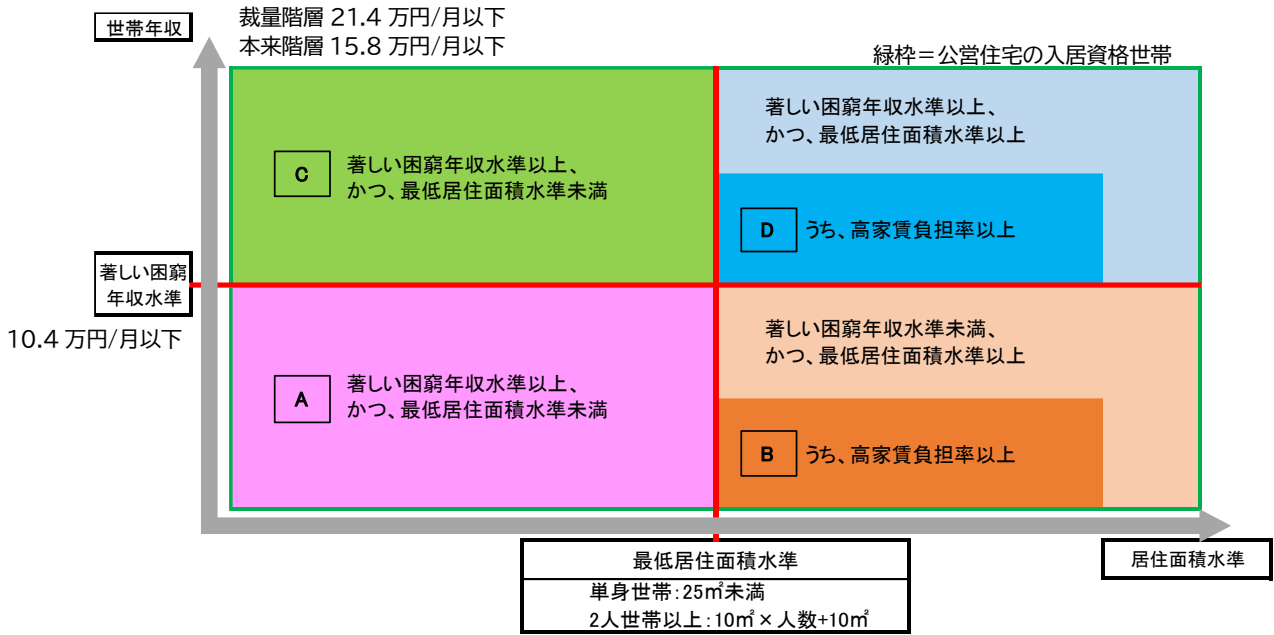 世帯年収
裁量階層 21.4 万円/月以下
本来階層 15.8 万円/月以下
緑枠＝公営住宅の入居資格世帯
C
著しい困窮年収水準以上、
かつ、最低居住面積水準未満
著しい困窮年収水準以上、
かつ、最低居住面積水準以上
D
うち、高家賃負担率以上
著しい困窮
年収水準
10.4 万円/月以下
A
著しい困窮年収水準以上、
かつ、最低居住面積水準未満
著しい困窮年収水準未満、
かつ、最低居住面積水準以上
B
うち、高家賃負担率以上
最低居住面積水準
単身世帯:25㎡未満
2人世帯以上:10㎡×人数+10㎡
居住面積水準